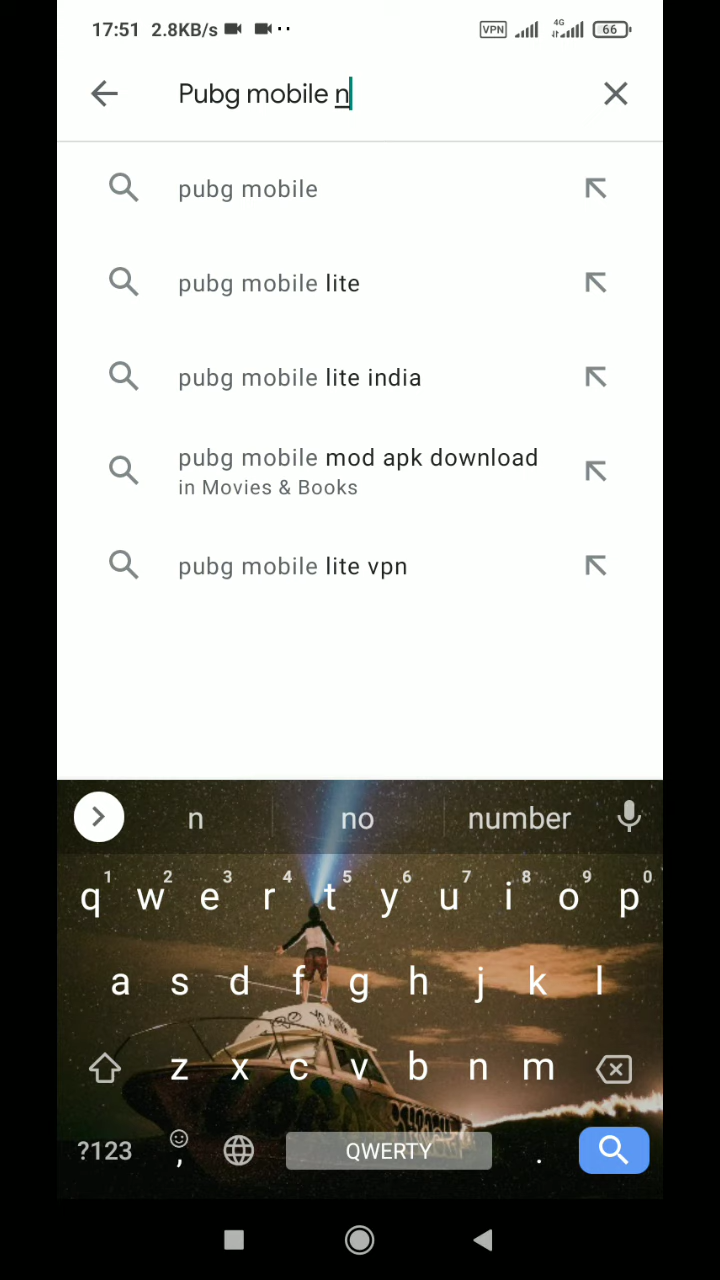 17:51 2.8KB/s VPN 4G 66
Pubg mobile n
pubg mobile
pubg mobile lite
pubg mobile lite india
pubg mobile mod apk download
in Movies & Books
pubg mobile lite vpn
n no number
1 2 3 4 5 6 7 8 9 0
q w e r t y u i o p
a s d f g h j k l
z x c v b n m
?123 , QWERTY .